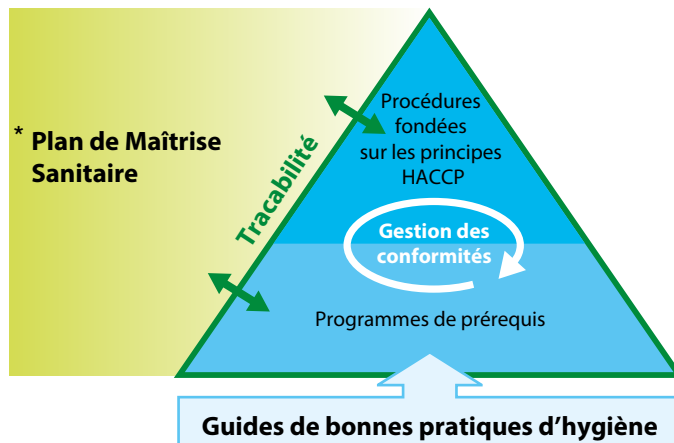 * Plan de Maîtrise
Sanitaire
Tracabilité
Procédures
fondées
sur les principes
HACCP
Gestion des
conformités
Programmes de prérequis
Guides de bonnes pratiques d’hygiène